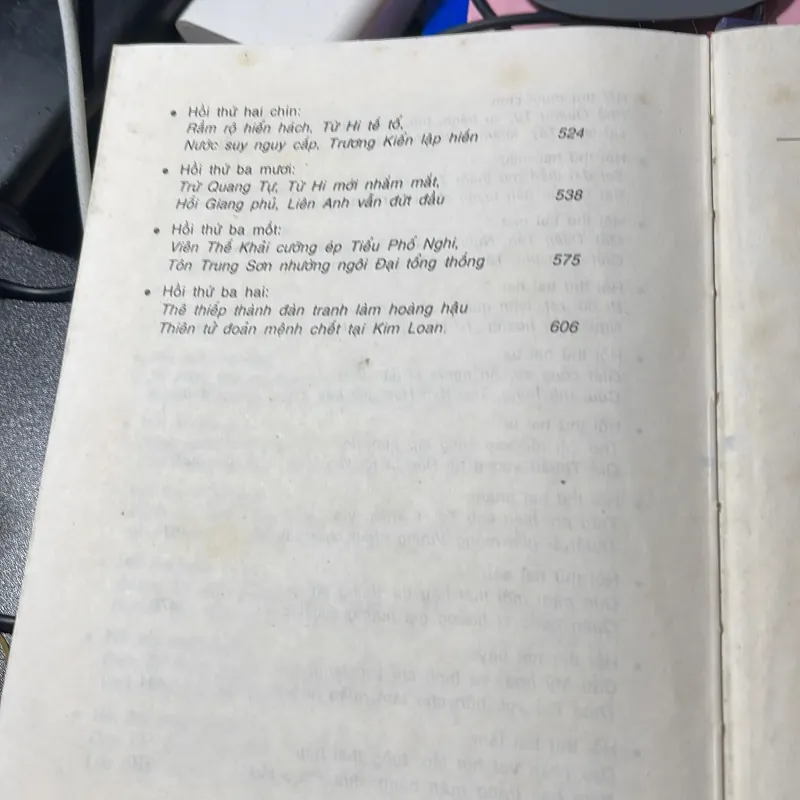 • Hồi thứ hai chín:
Rầm rộ hiển hách, Từ Hi tế tổ,
Nước suy nguy cấp, Trương Kiển lập hiến 524
• Hồi thứ ba mươi:
Trừ Quang Tự, Từ Hi mới nhắm mắt,
Hồi Giang phủ, Liên Anh vẫn đứt đầu 538
• Hồi thứ ba mốt:
Viên Thế Khải cưỡng ép Tiểu Phổ Nghi,
Tôn Trung Sơn nhường ngôi Đại tổng thống 575
• Hồi thứ ba hai:
Thê thiếp thành đàn tranh làm hoàng hậu
Thiên tử đoản mệnh chết tại Kim Loan. 606